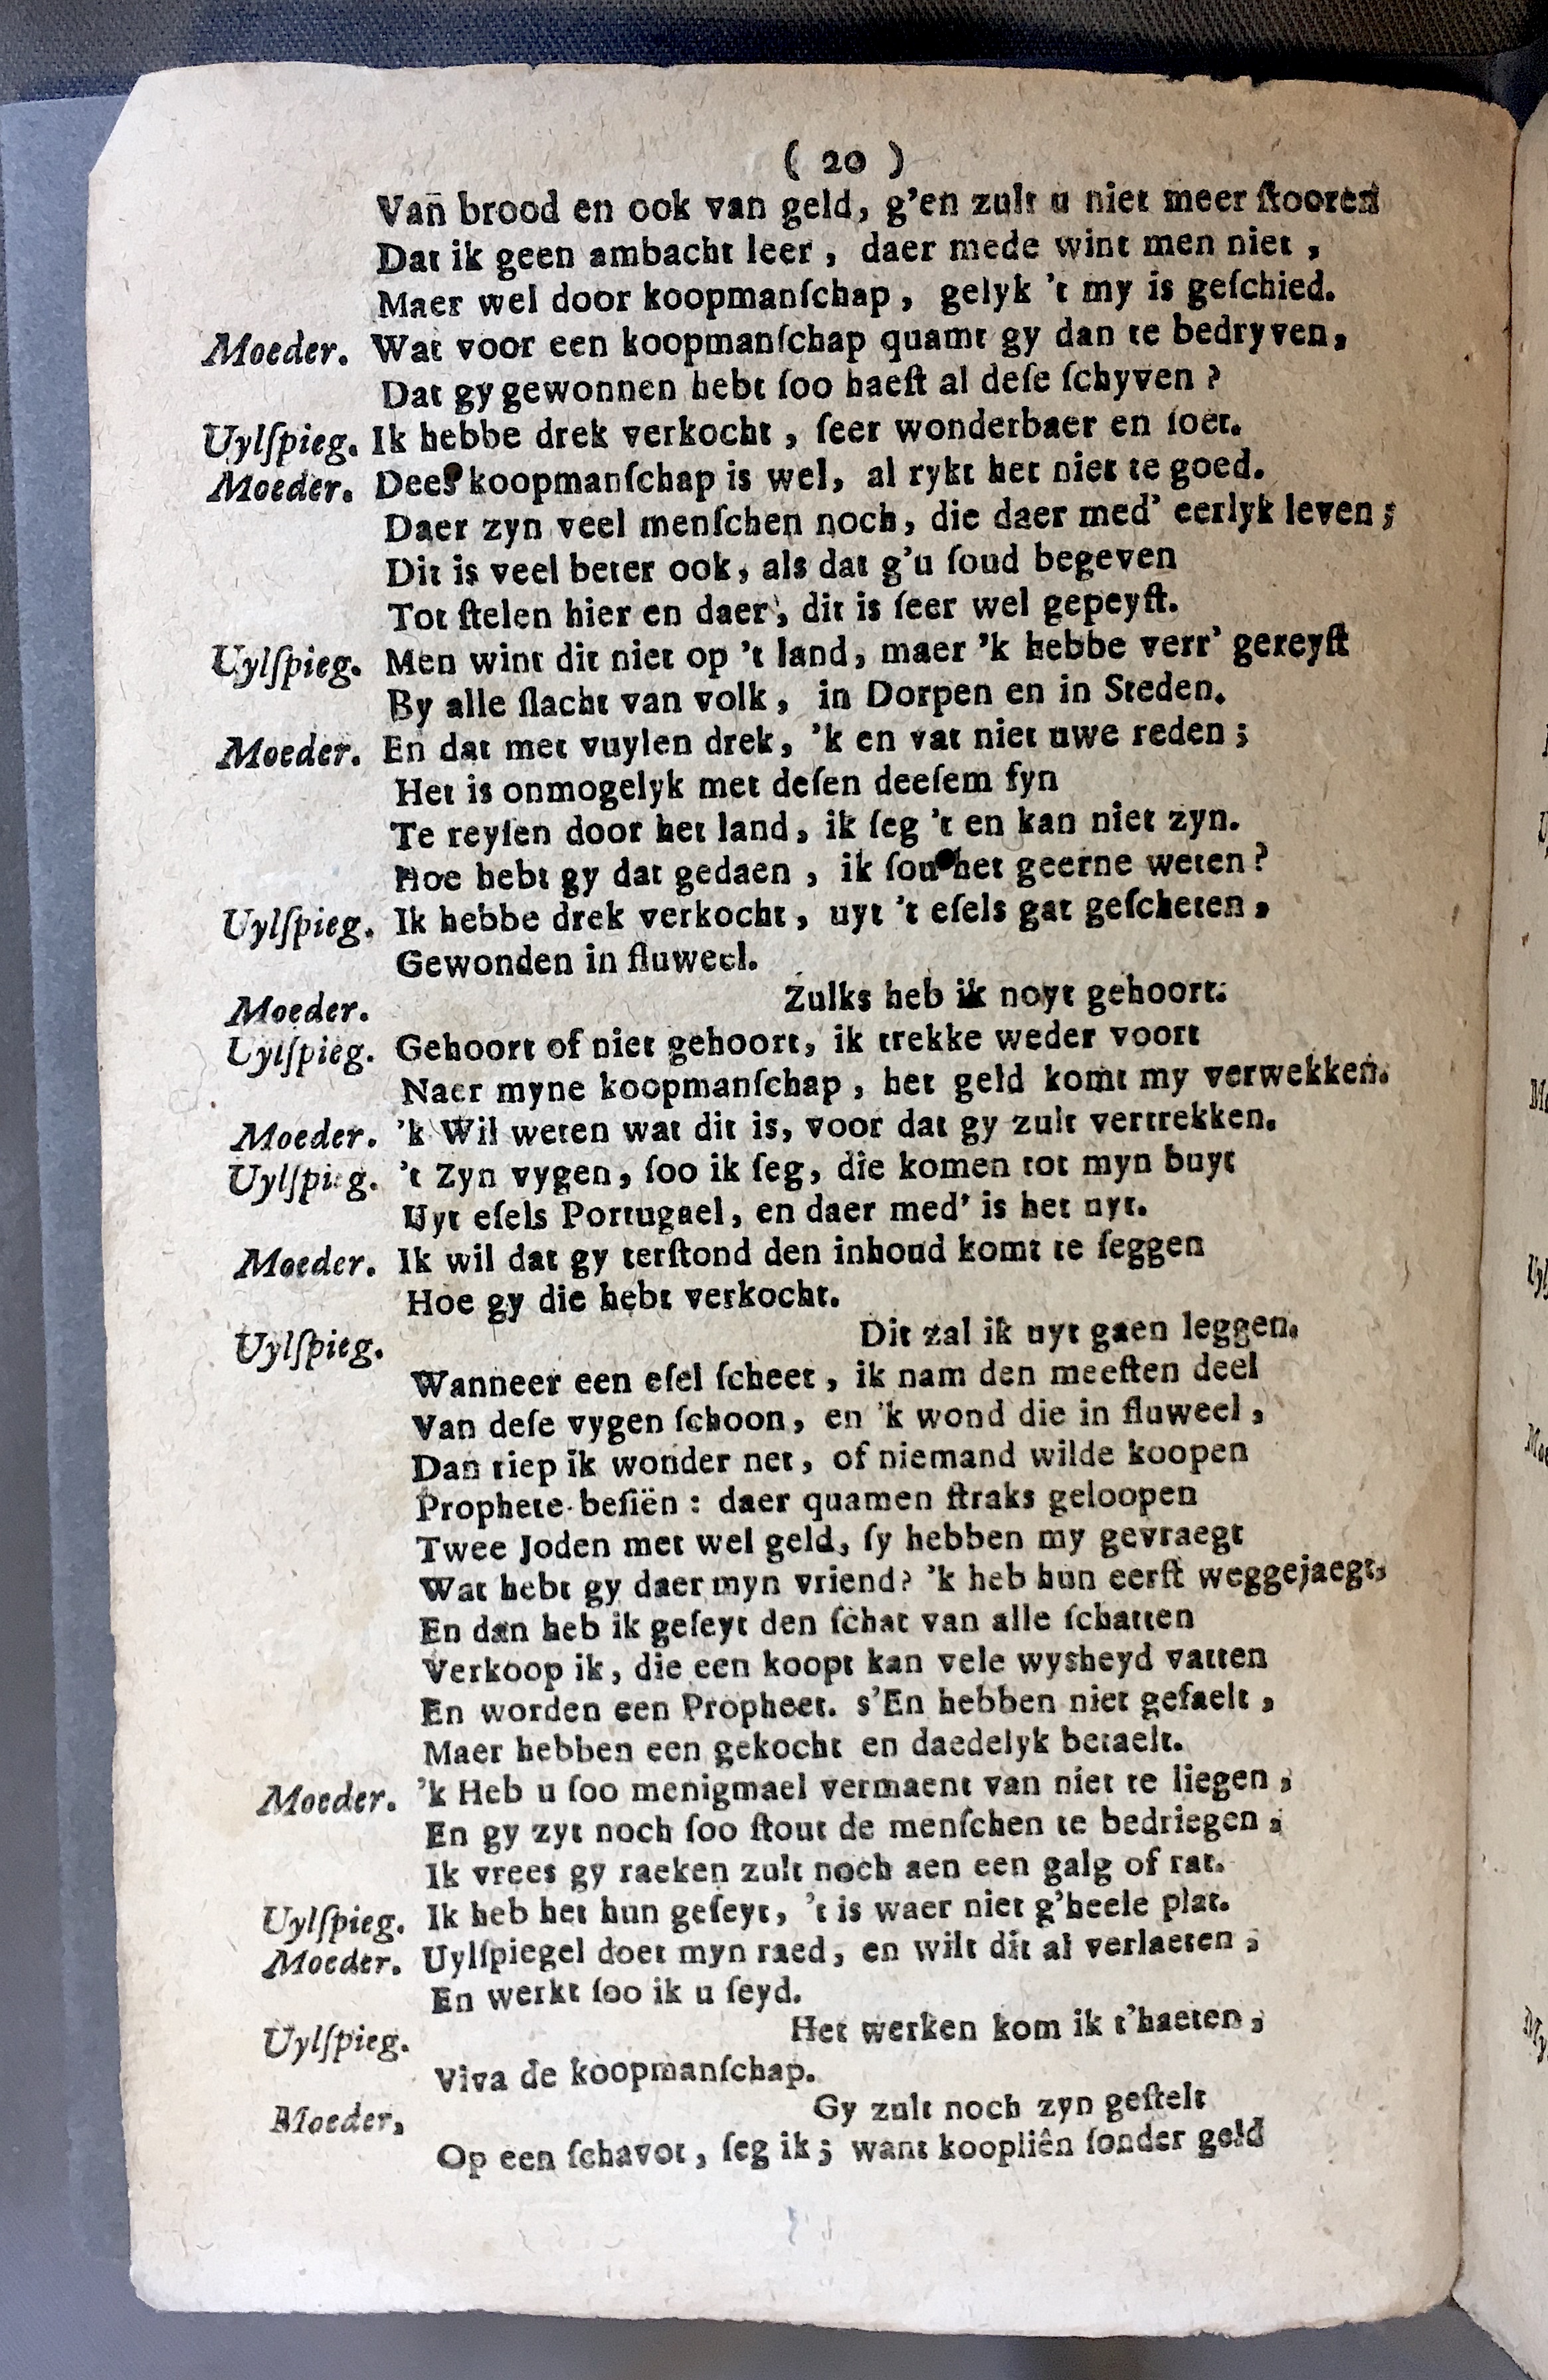 ( 20 )
Van brood en ook van geld, g'en zult u niet meer ſtooren
Dat ik geen ambacht leer, daer mede wint men niet,
Maer wel door koopmanſchap, gelyk 't my is geſchied.
Moeder. Wat voor een koopmanſchap quamt gy dan te bedryven,
Dat gy gewonnen hebt ſoo haeſt al deſe ſchyven?
Uylſpieg. Ik hebbe drek verkocht, ſeer wonderbaer en ſoet.
Moeder. Dees koopmanſchap is wel, al rykt het niet te goed.
Daer zyn veel menſchen noch, die daer med' eerlyk leven;
Dit is veel beter ook, als dat g'u ſoud begeven
Tot ſtelen hier en daer, dit is ſeer wel gepeyſt.
Uylſpieg. Men wint dit niet op 't land, maer 'k hebbe verr' gereyſt
By alle ſlacht van volk, in Dorpen en in Steden.
Moeder. En dat met vuylen drek, 'k en vat niet uwe reden;
Het is onmogelyk met deſen deeſem fyn
Te reyſen door het land, ik ſeg 't en kan niet zyn.
Hoe hebt gy dat gedaen, ik ſou het geerne weten?
Uylſpieg. Ik hebbe drek verkocht, uyt 't eſels gat geſcheten,
Gewonden in fluweel.
Moeder. Zulks heb ik noyt gehoort.
Uylſpieg. Gehoort of niet gehoort, ik trekke weder voort
Naer myne koopmanſchap, het geld komt my verwekken.
Moeder. 'k Wil weten wat dit is, voor dat gy zult vertrekken.
Uylſpieg. 't Zyn vygen, ſoo ik ſeg, die komen tot myn buyt
Uyt eſels Portugael, en daer med' is het uyt.
Moeder. Ik wil dat gy terſtond den inhoud komt te ſeggen
Hoe gy die hebt verkocht.
Uylſpieg. Dit zal ik uyt gaen leggen.
Wanneer een eſel ſcheet, ik nam den meeſten deel
Van deſe vygen ſchoon, en 'k wond die in fluweel,
Dan riep ik wonder net, of niemand wilde koopen
Prophete-beſiën: daer quamen ſtraks geloopen
Twee Joden met wel geld, ſy hebben my gevraegt
Wat hebt gy daer myn vriend? 'k heb hun eerſt weggejaegt,
En dan heb ik geſeyt den ſchat van alle ſchatten
Verkoop ik, die een koopt kan vele wysheyd vatten
En worden een Propheet. s'En hebben niet gefaelt,
Maer hebben een gekocht en daedelyk betaelt.
Moeder. 'k Heb u ſoo menigmael vermaent van niet te liegen,
En gy zyt noch ſoo ſtout de menſchen te bedriegen,
Ik vrees gy raeken zult noch aen een galg of rat.
Uylſpieg. Ik heb het hun geſeyt, 't is waer niet g'heele plat.
Moeder. Uylſpiegel doet myn raed, en wilt dit al verlaeten,
En werkt ſoo ik u ſeyd.
Uylſpieg. Het werken kom ik t'haeten,
Viva de koopmanſchap.
Moeder, Gy zult noch zyn geſtelt
Op een ſchavot, ſeg ik; want koopliên ſonder geld